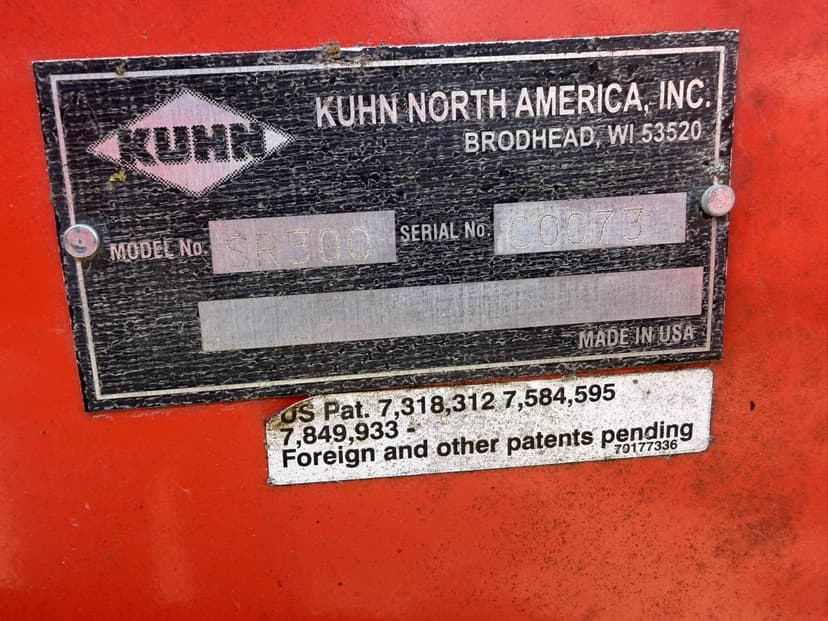 KUHN
KUHN NORTH AMERICA, INC.
BRODHEAD, WI 53520
MODEL No. SR300 SERIAL No. C0073
MADE IN USA
US Pat. 7,318,312 7,584,595
7,849,933 -
Foreign and other patents pending
79177336